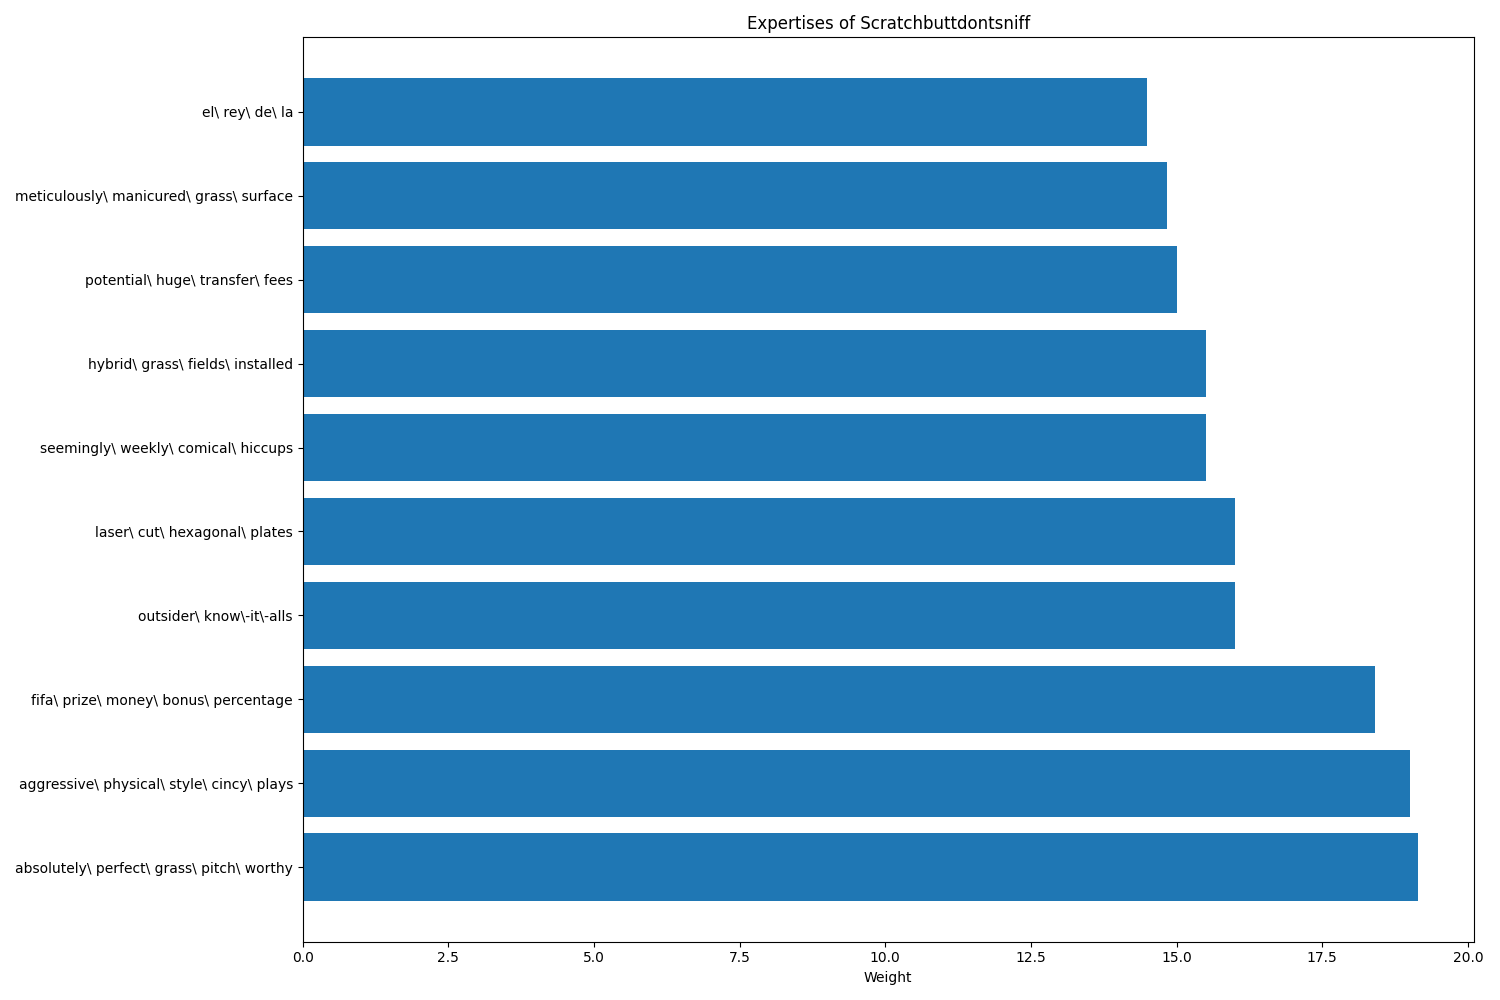 Expertises of Scratchbuttdontsniff
el\ rey\ de\ la
meticulously\ manicured\ grass\ surface
potential\ huge\ transfer\ fees
hybrid\ grass\ fields\ installed
seemingly\ weekly\ comical\ hiccups
laser\ cut\ hexagonal\ plates
outsider\ know\-it\-alls
fifa\ prize\ money\ bonus\ percentage
aggressive\ physical\ style\ cincy\ plays
absolutely\ perfect\ grass\ pitch\ worthy
0.0 2.5 5.0 7.5 10.0 12.5 15.0 17.5 20.0
Weight